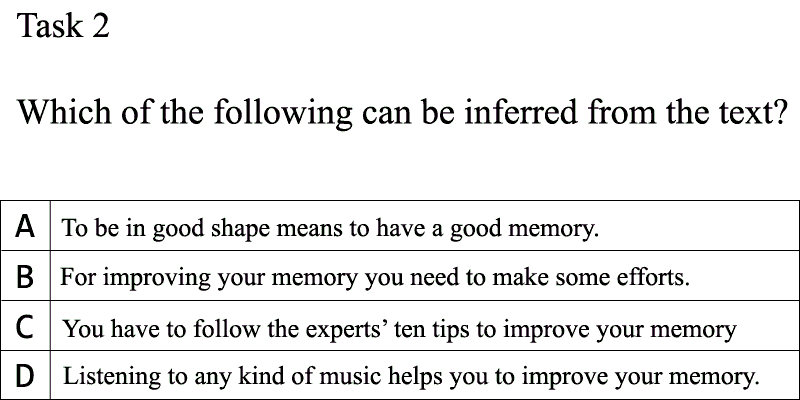 Task 2
Which of the following can be inferred from the text?
A To be in good shape means to have a good memory.
B For improving your memory you need to make some efforts.
C You have to follow the experts’ ten tips to improve your memory
D Listening to any kind of music helps you to improve your memory.